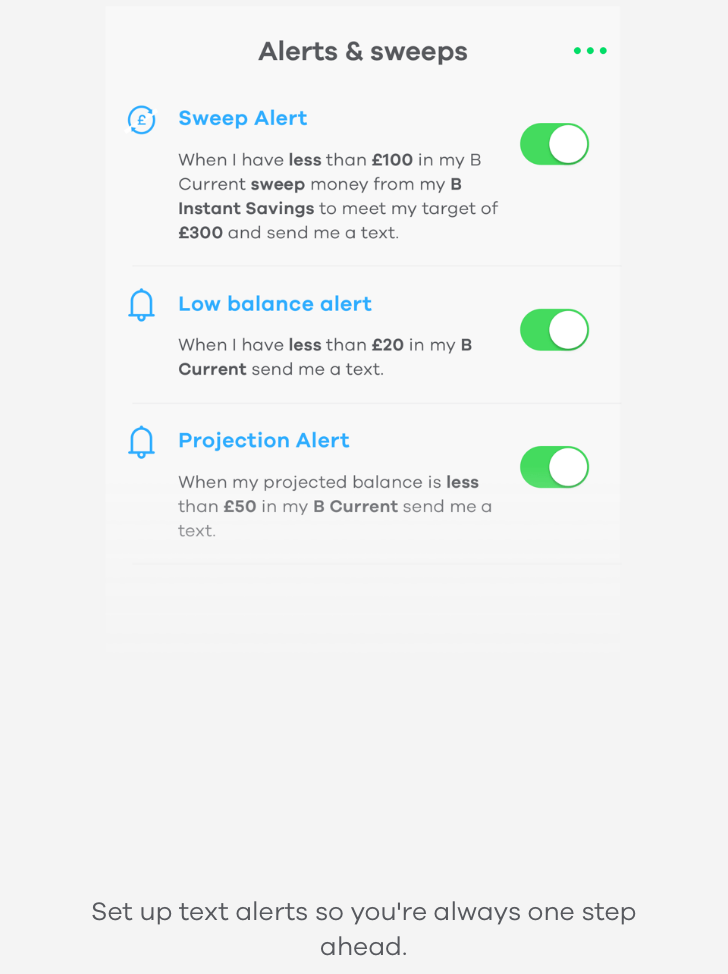 Alerts & sweeps
£
Sweep Alert
When I have less than £100 in my B
Current sweep money from my B
Instant Savings to meet my target of
£300 and send me a text.
Low balance alert
When I have less than £20 in my B
Current send me a text.
Projection Alert
When my projected balance is less
than £50 in my B Current send me a
text.
Set up text alerts so you're always one step
ahead.